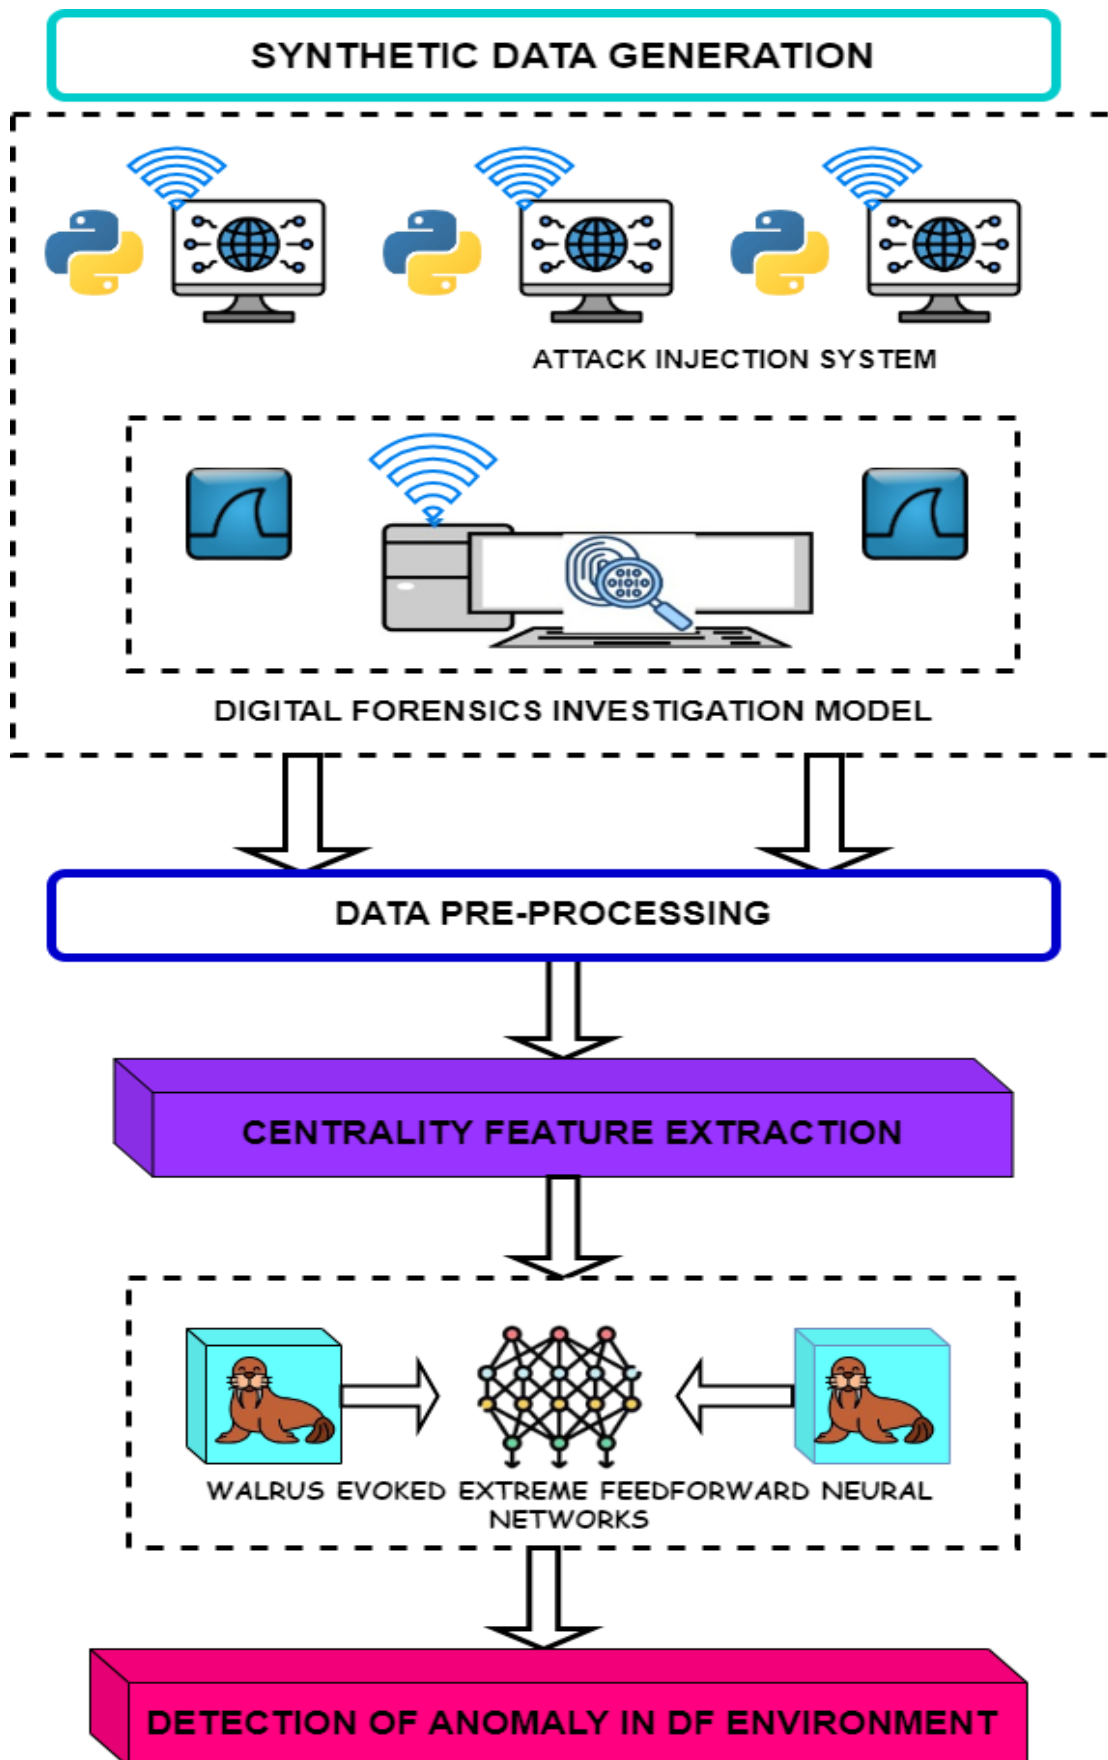 SYNTHETIC DATA GENERATION
ATTACK INJECTION SYSTEM
DIGITAL FORENSICS INVESTIGATION MODEL
DATA PRE-PROCESSING
CENTRALITY FEATURE EXTRACTION
WALRUS EVOKED EXTREME FEEDFORWARD NEURAL
NETWORKS
DETECTION OF ANOMALY IN DF ENVIRONMENT